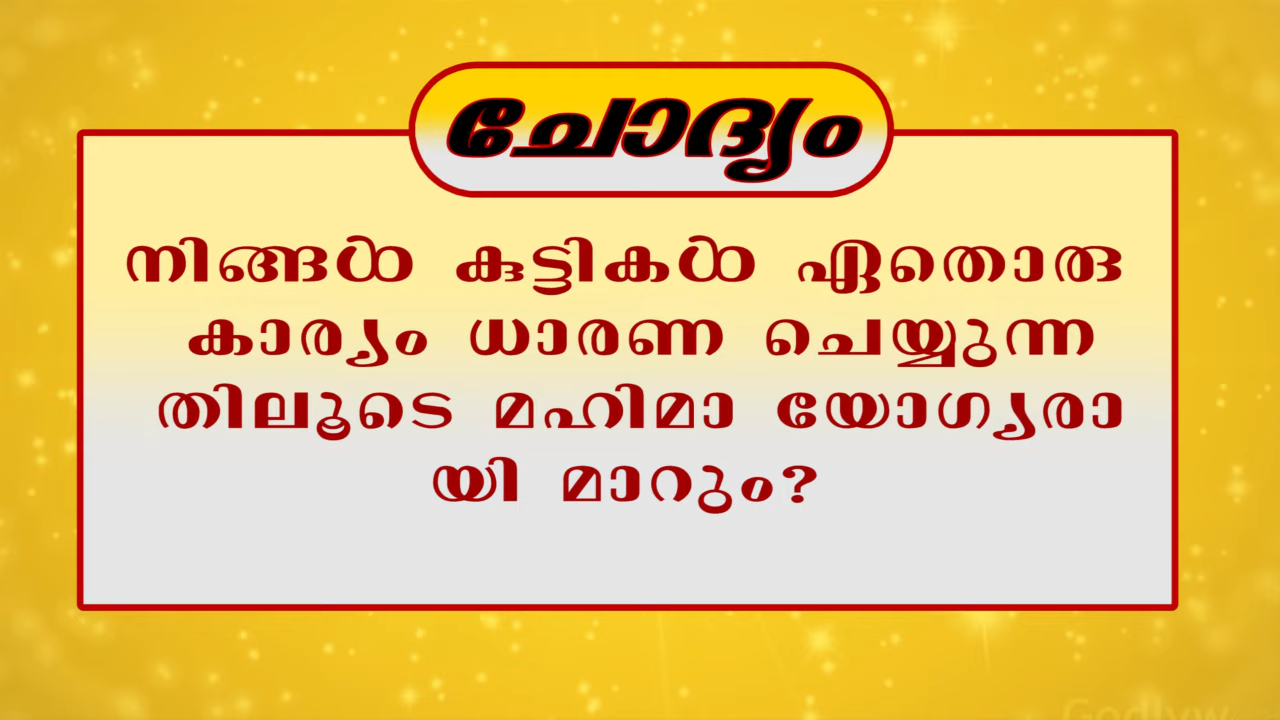 ചോദ്യം
നിങ്ങൾ കുട്ടികൾ ഏതൊരു
കാര്യം ധാരണ ചെയ്യുന്ന
തിലൂടെ മഹിമാ യോഗ്യരാ
യി മാറും?